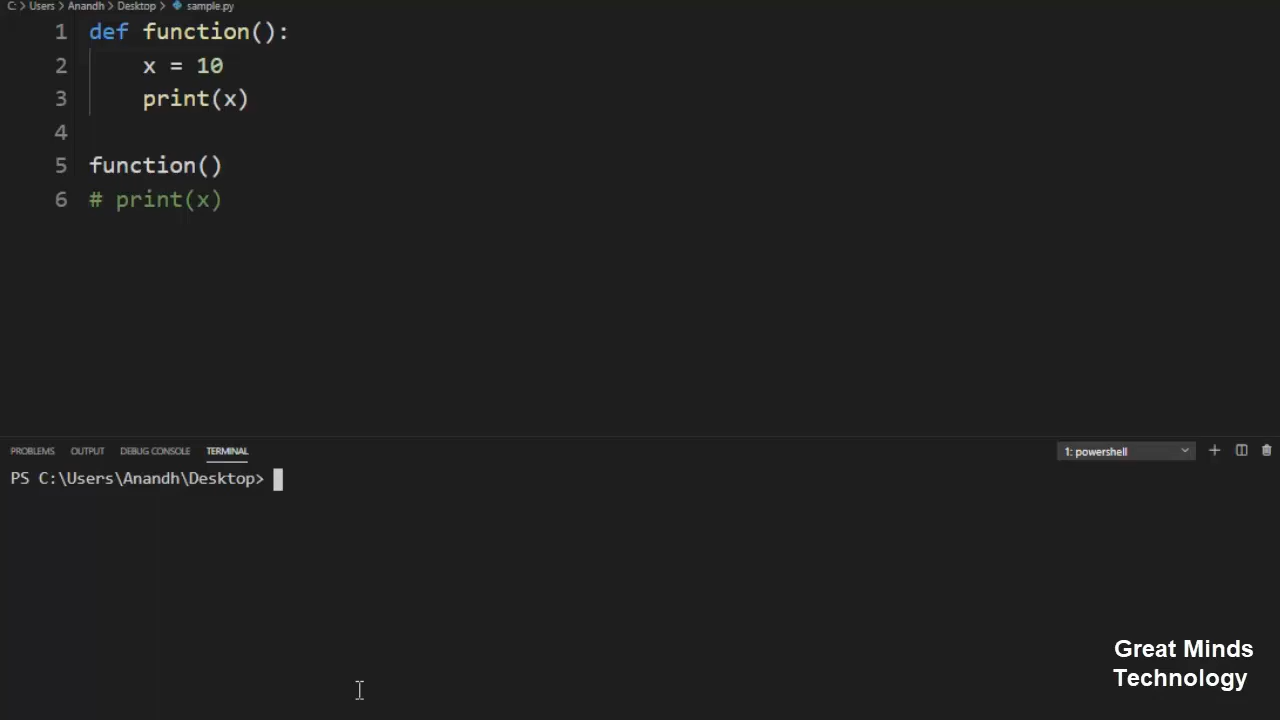 C: > Users > Anandh > Desktop > sample.py
1 def function():
2     x = 10
3     print(x)
4
5 function()
6 # print(x)
PROBLEMS OUTPUT DEBUG CONSOLE TERMINAL 1: powershell
PS C:\Users\Anandh\Desktop>
Great Minds
Technology